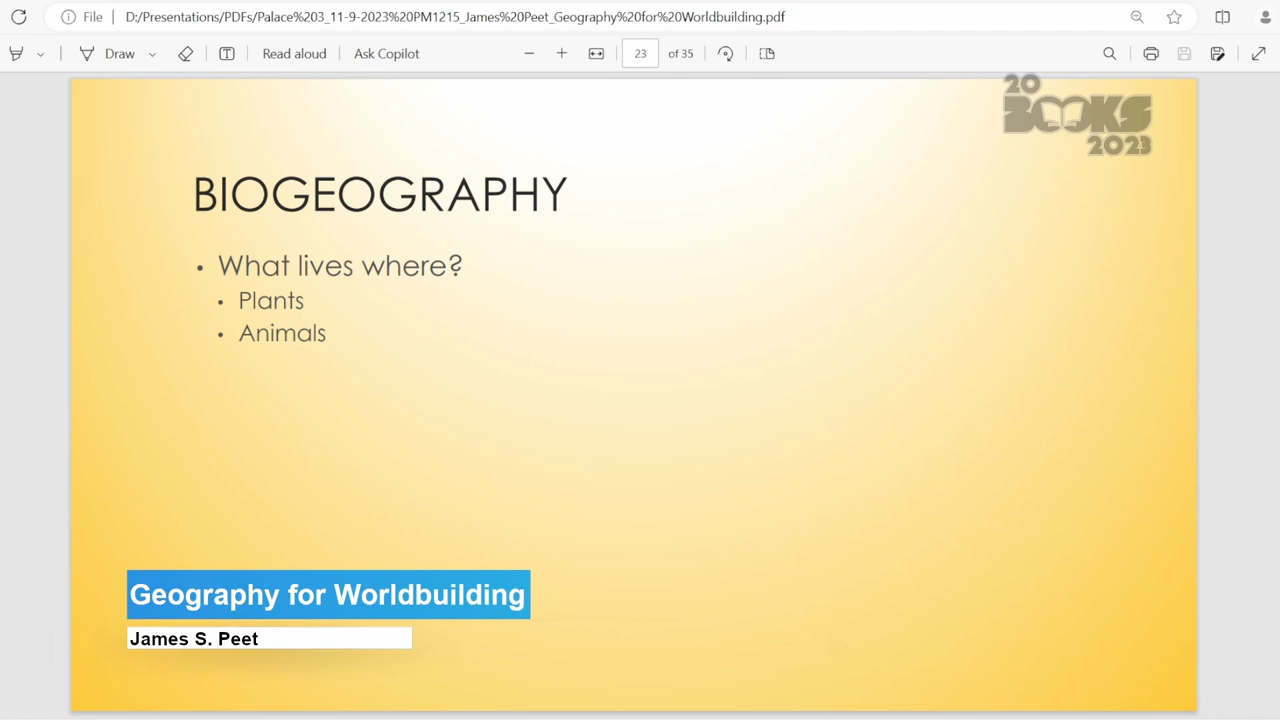 File D:/Presentations/PDFs/Palace%203_11-9-2023%20PM1215_James%20Peet_Geography%20for%20Worldbuilding.pdf
Draw Read aloud Ask Copilot 23 of 35
20
BOOKS
2023
BIOGEOGRAPHY
• What lives where?
• Plants
• Animals
Geography for Worldbuilding
James S. Peet